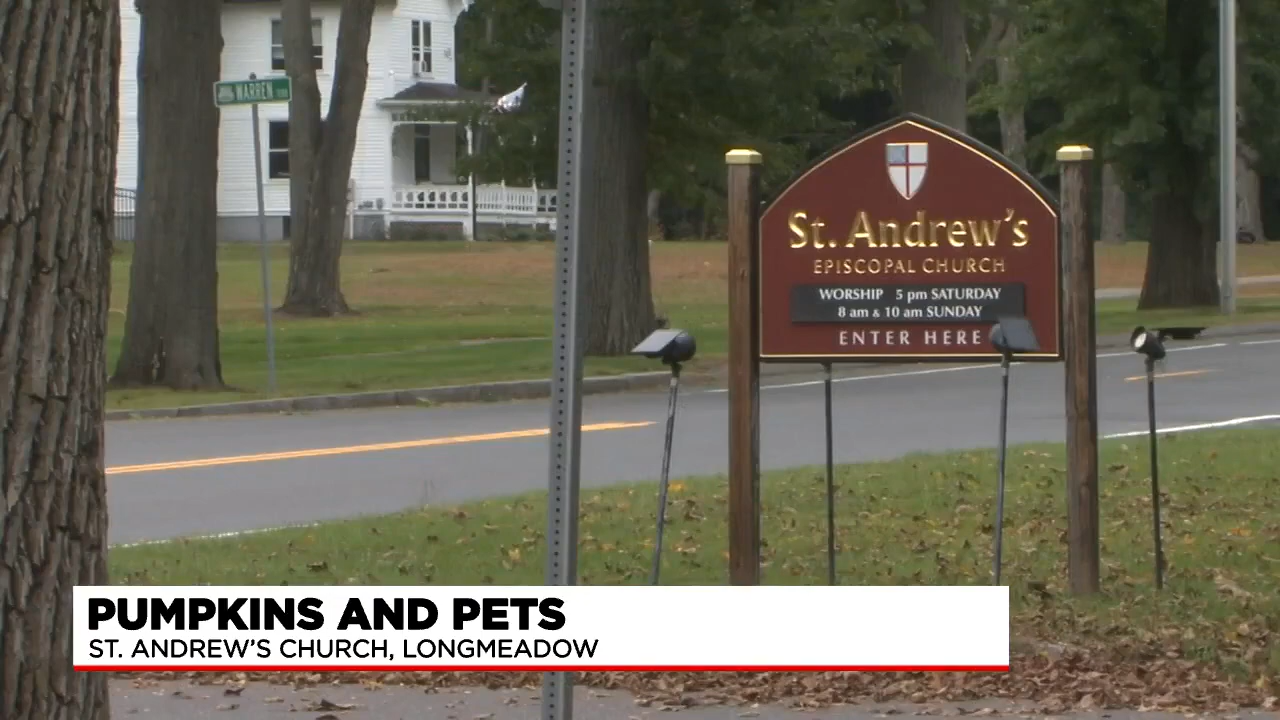 WARREN
St. Andrew's
EPISCOPAL CHURCH
WORSHIP 5 pm SATURDAY
8 am & 10 am SUNDAY
ENTER HERE
PUMPKINS AND PETS
ST. ANDREW'S CHURCH, LONGMEADOW